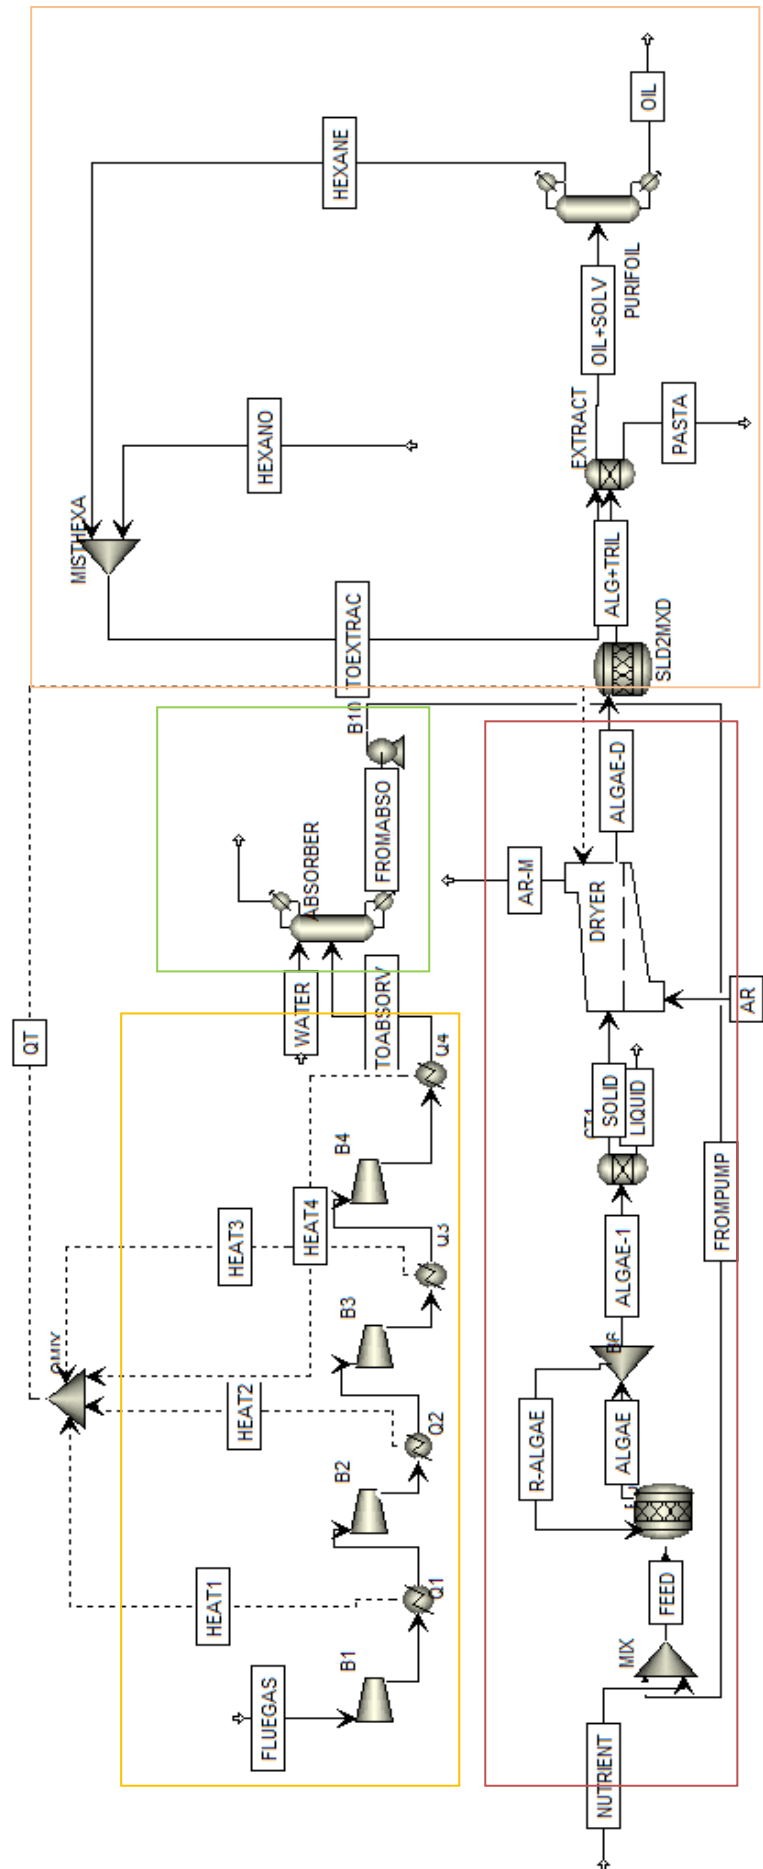 QT
QMIX
HEAT1
HEAT2
HEAT3
HEAT4
FLUEGAS
B1
Q1
B2
Q2
B3
Q3
B4
Q4
TOABSORV
WATER
ABSORBER
FROMABSO
B10
TOEXTRAC
MISTHEXA
HEXANO
HEXANE
NUTRIENT
MIX
FEED
R-ALGAE
ALGAE
B6
ALGAE-1
SOLID
LIQUID
FROMPUMP
AR
DRYER
AR-M
ALGAE-D
SLD2MXD
ALG+TRIL
EXTRACT
PASTA
OIL+SOLV
PURIFOIL
OIL